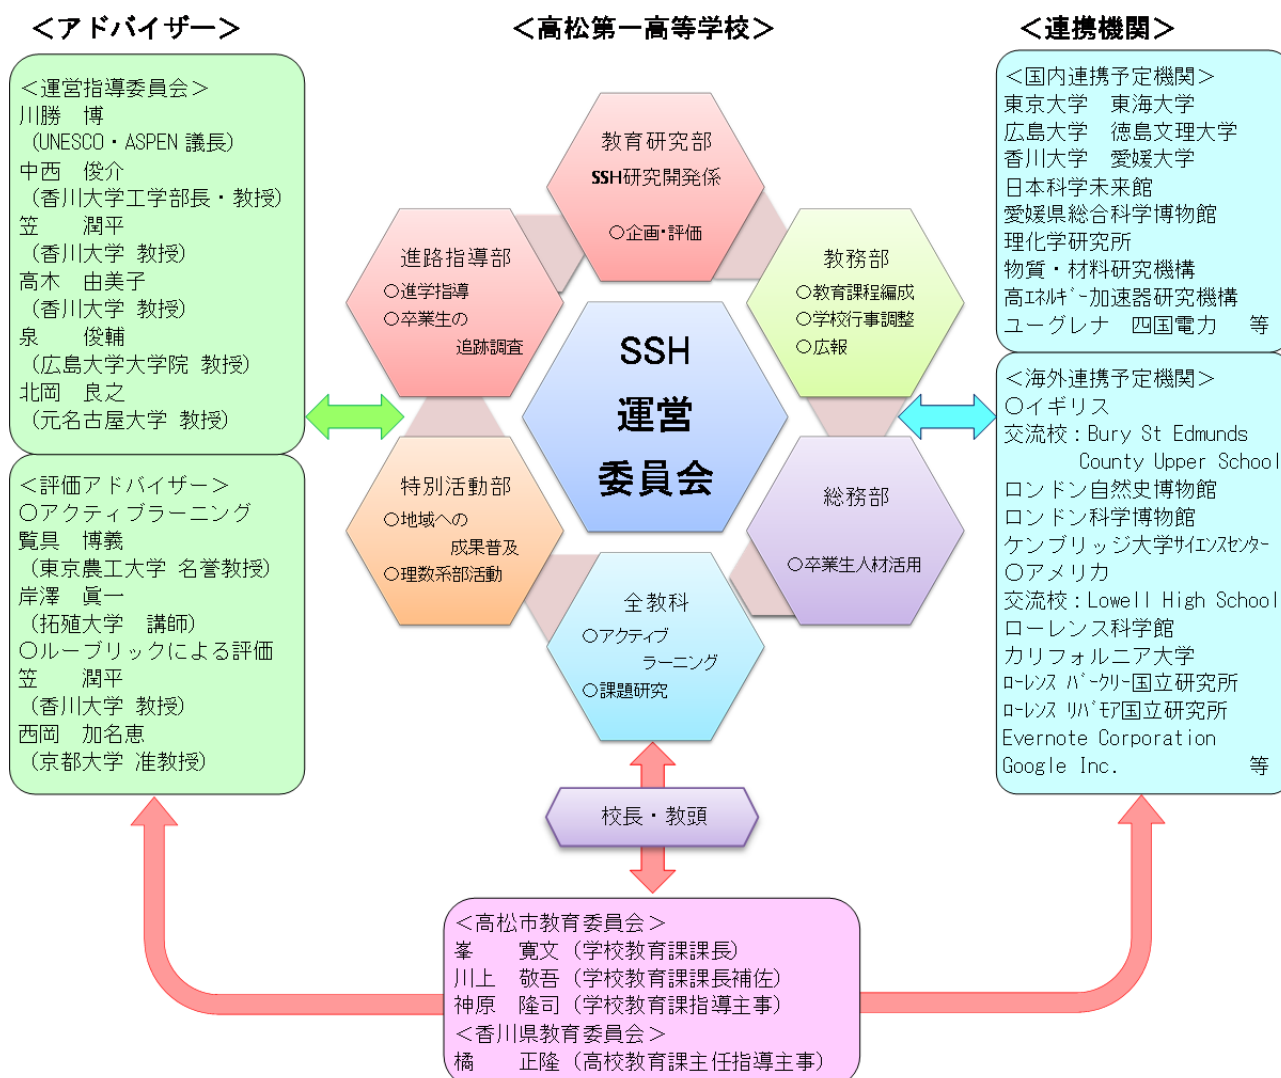 ＜アドバイザー＞
＜運営指導委員会＞
川勝　博
（UNESCO・ASPEN 議長）
中西　俊介
（香川大学工学部長・教授）
笠　　潤平
（香川大学 教授）
高木　由美子
（香川大学 教授）
泉　　俊輔
（広島大学大学院 教授）
北岡　良之
（元名古屋大学 教授）
＜評価アドバイザー＞
○アクティブラーニング
覧具　博義
（東京農工大学 名誉教授）
岸澤　眞一
（拓殖大学　講師）
○ルーブリックによる評価
笠　　潤平
（香川大学 教授）
西岡　加名恵
（京都大学 准教授）
＜高松第一高等学校＞
教育研究部
SSH研究開発係
○企画・評価
進路指導部
○進学指導
○卒業生の
追跡調査
教務部
○教育課程編成
○学校行事調整
○広報
SSH
運営
委員会
特別活動部
○地域への
成果普及
○理数系部活動
総務部
○卒業生人材活用
全教科
○アクティブ
ラーニング
○課題研究
校長・教頭
＜高松市教育委員会＞
峯　　寛文（学校教育課課長）
川上　敬吾（学校教育課課長補佐）
神原　隆司（学校教育課指導主事）
＜香川県教育委員会＞
橘　　正隆（高校教育課主任指導主事）
＜連携機関＞
＜国内連携予定機関＞
東京大学　東海大学
広島大学　徳島文理大学
香川大学　愛媛大学
日本科学未来館
愛媛県総合科学博物館
理化学研究所
物質・材料研究機構
高ｴﾈﾙｷﾞｰ加速器研究機構
ユーグレナ　四国電力　等
＜海外連携予定機関＞
○イギリス
交流校：Bury St Edmunds
County Upper School
ロンドン自然史博物館
ロンドン科学博物館
ケンブリッジ大学ｻｲｴﾝｽｾﾝﾀｰ
○アメリカ
交流校：Lowell High School
ローレンス科学館
カリフォルニア大学
ﾛｰﾚﾝｽ ﾊﾞｰｸﾘｰ国立研究所
ﾛｰﾚﾝｽ ﾘﾊﾞﾓｱ国立研究所
Evernote Corporation
Google Inc.　等